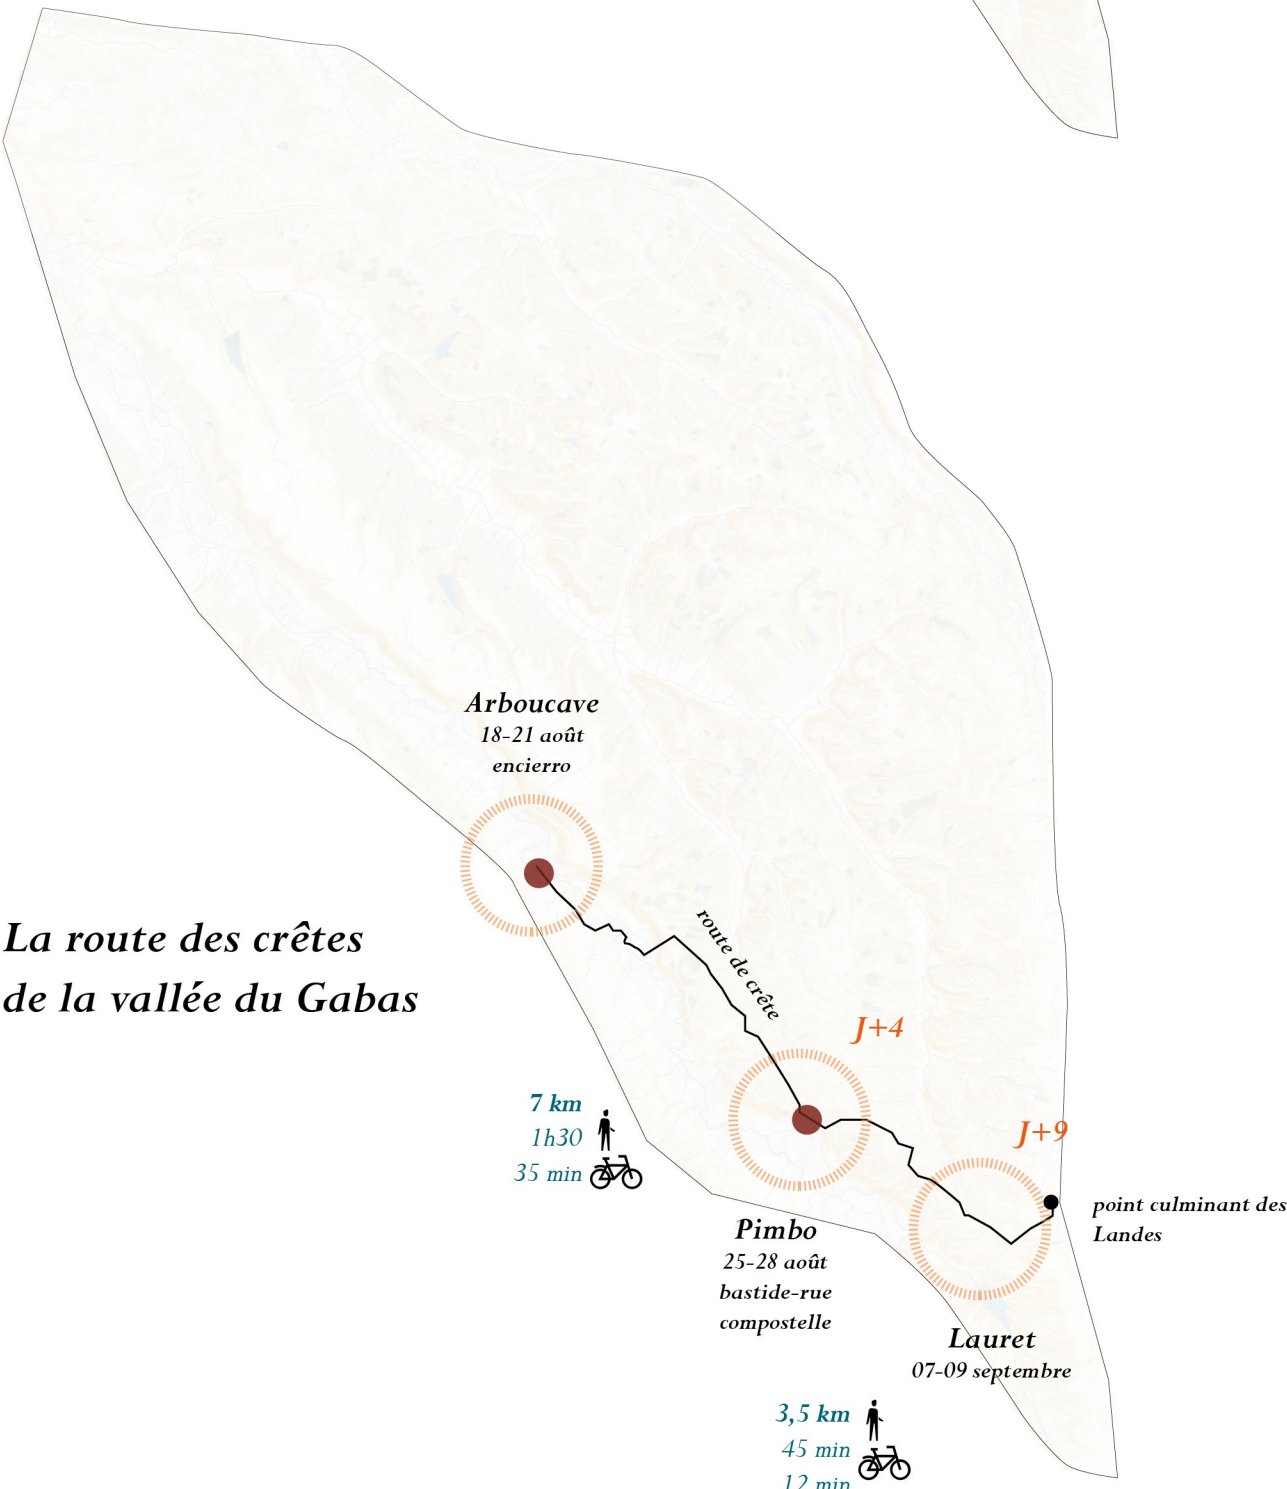 Arboucave
18-21 août
encierro
La route des crêtes
de la vallée du Gabas
route de crête
J+4
7 km
1h30
35 min
J+9
point culminant des
Landes
Pimbo
25-28 août
bastide-rue
compostelle
Lauret
07-09 septembre
3,5 km
45 min
12 min